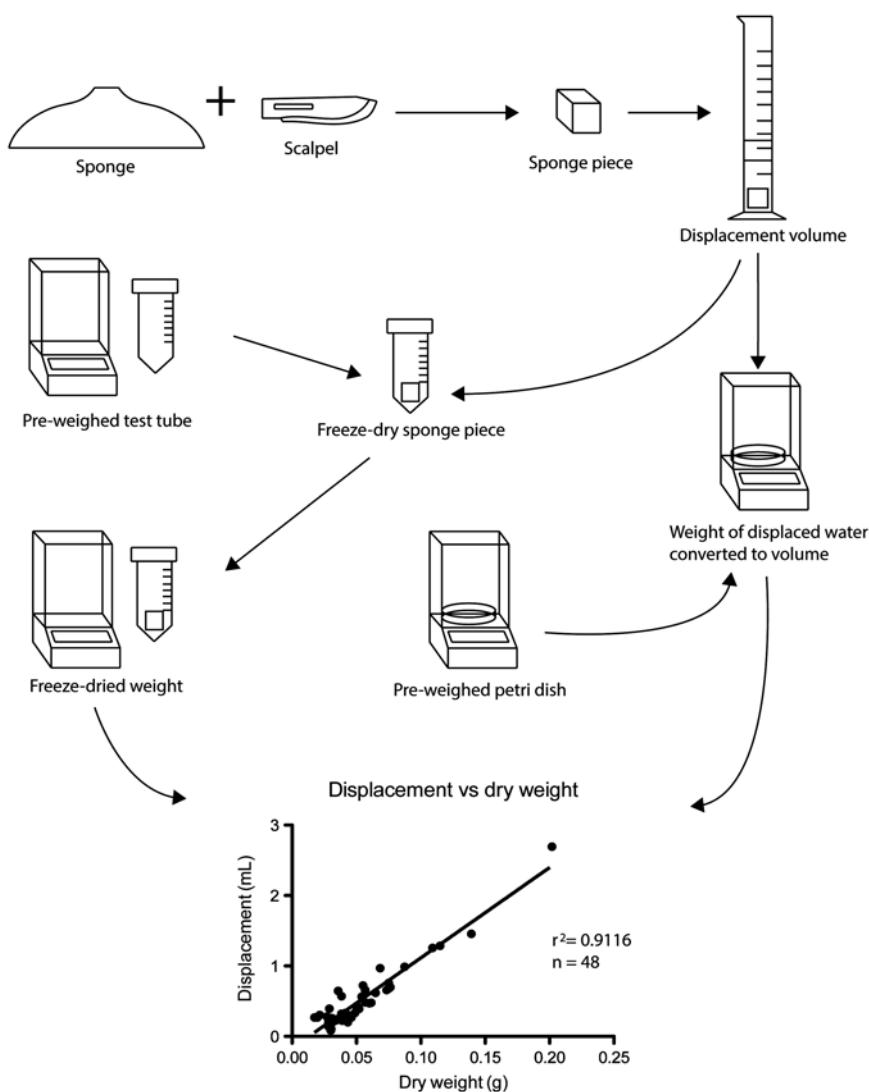 Sponge
Scalpel
Sponge piece
Displacement volume
Pre-weighed test tube
Freeze-dry sponge piece
Weight of displaced water
converted to volume
Freeze-dried weight
Pre-weighed petri dish
Displacement vs dry weight
Displacement (mL)
3
2
1
0
r²= 0.9116
n = 48
0.00 0.05 0.10 0.15 0.20 0.25
Dry weight (g)